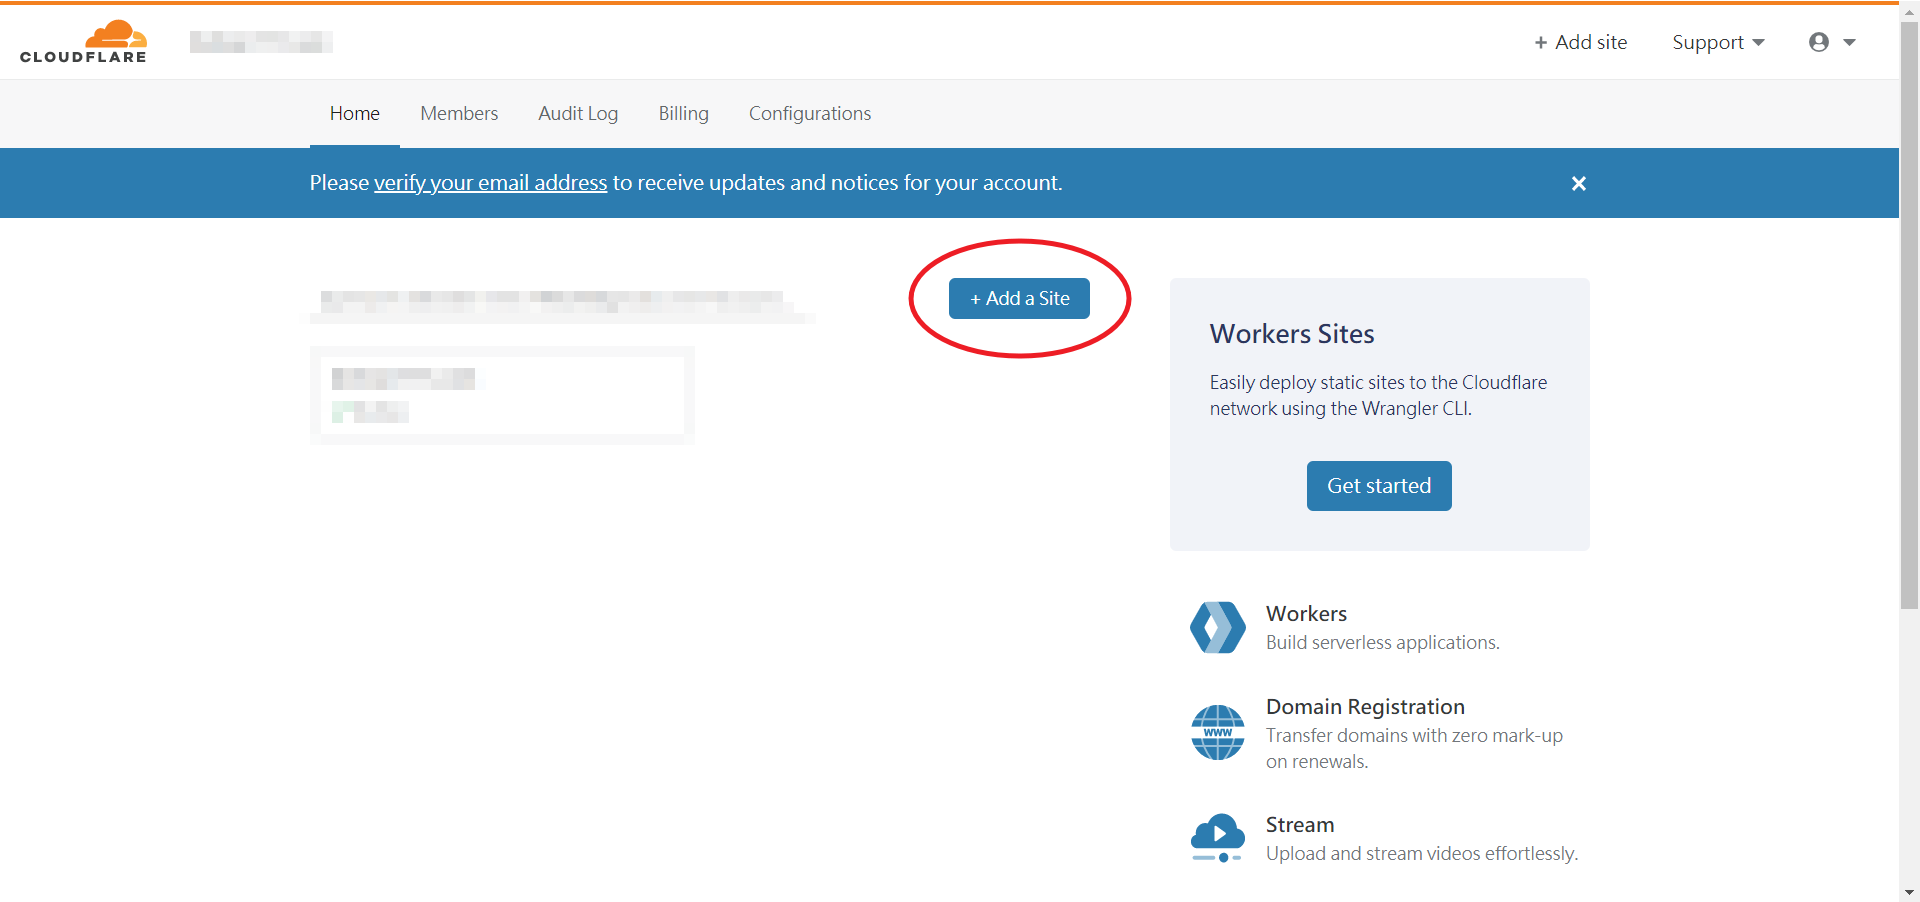 CLOUDFLARE
+ Add site
Support
Home
Members
Audit Log
Billing
Configurations
Please verify your email address to receive updates and notices for your account.
+ Add a Site
Workers Sites
Easily deploy static sites to the Cloudflare
network using the Wrangler CLI.
Get started
Workers
Build serverless applications.
WWW
Domain Registration
Transfer domains with zero mark-up
on renewals.
Stream
Upload and stream videos effortlessly.